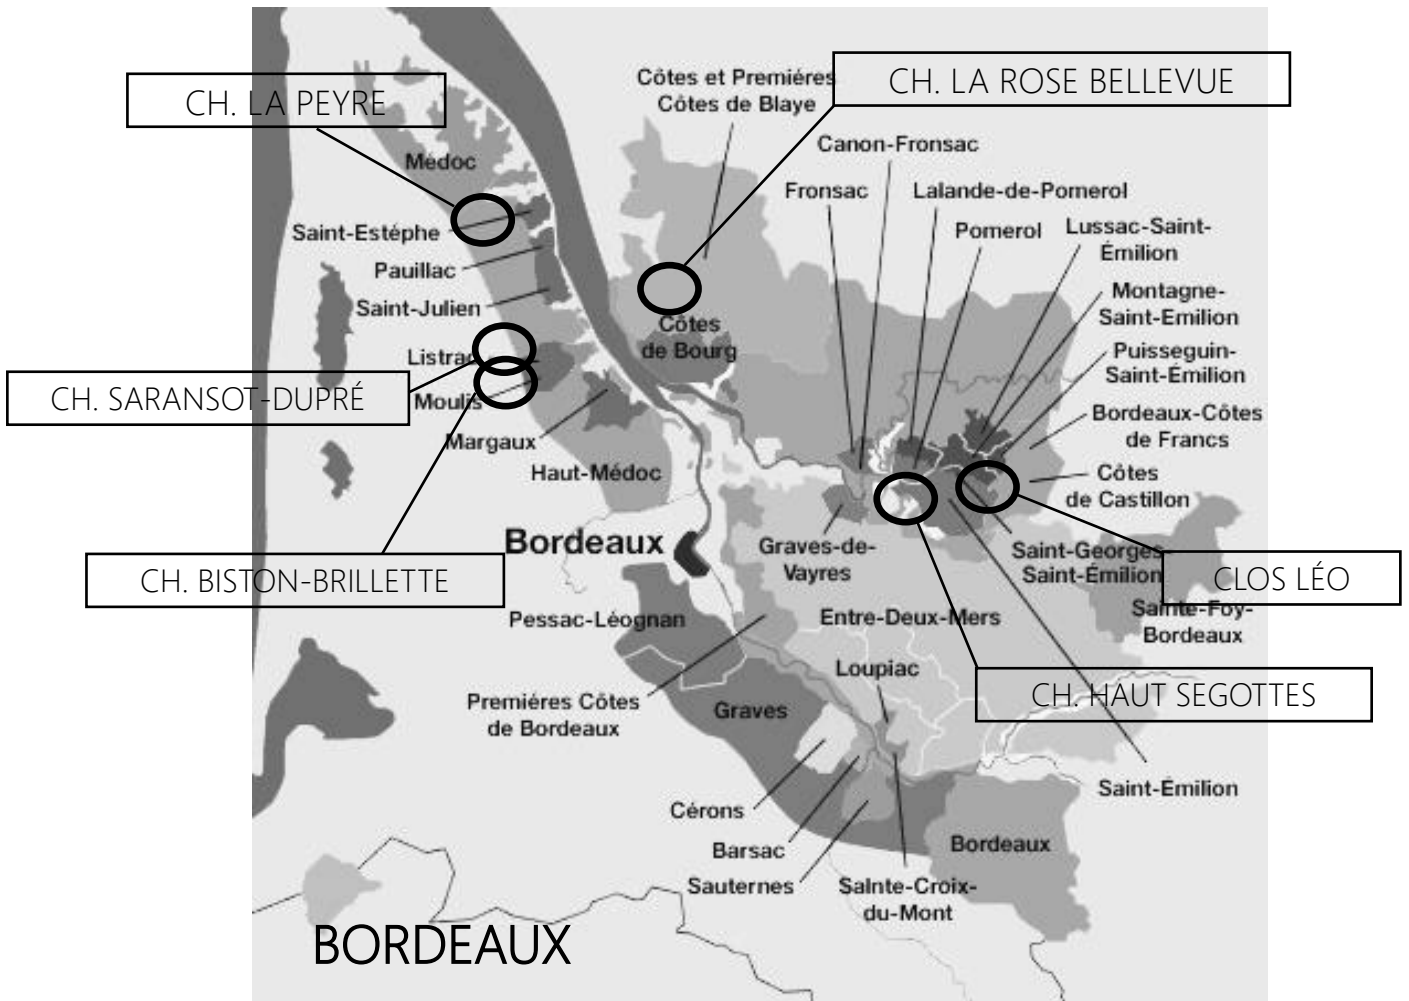 CH. LA ROSE BELLEVUE
CH. LA PEYRE
Côtes et Premiéres
Côtes de Blaye
Canon-Fronsac
Médoc
Fronsac
Lalande-de-Pomerol
Pomerol
Lussac-Saint-
Émilion
Saint-Estéphe
Pauillac
Saint-Julien
Montagne-
Saint-Emilion
Côtes
de Bourg
Listrac
Puisseguin-
Saint-Émilion
CH. SARANSOT-DUPRÉ
Moulis
Margaux
Bordeaux-Côtes
de Francs
Haut-Médoc
Côtes
de Castillon
Bordeaux
Graves-de-
Vayres
Saint-Georges-
Saint-Émilion
CH. BISTON-BRILLETTE
CLOS LÉO
Pessac-Léognan
Entre-Deux-Mers
Sainte-Foy-
Bordeaux
Loupiac
CH. HAUT SEGOTTES
Premiéres Côtes
de Bordeaux
Graves
Saint-Émilion
Cérons
Barsac
Bordeaux
Sauternes
Salnte-Croix-
du-Mont
BORDEAUX